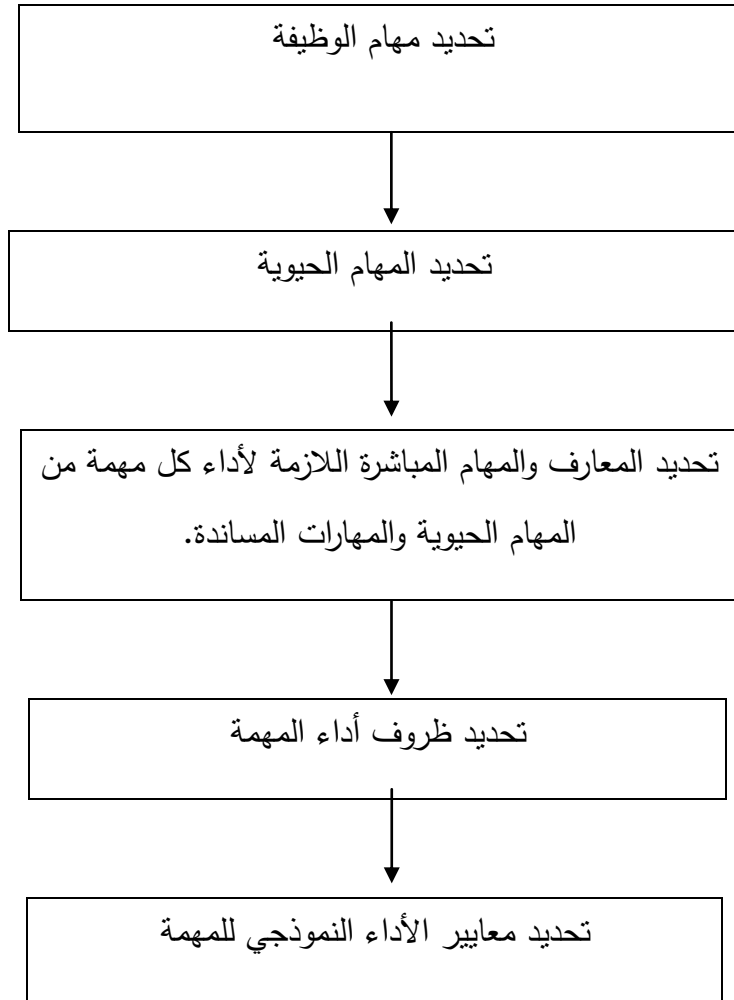 تحديد مهام الوظيفة
تحديد المهام الحيوية
تحديد المعارف والمهام المباشرة اللازمة لأداء كل مهمة من
المهام الحيوية والمهارات المساندة.
تحديد ظروف أداء المهمة
تحديد معايير الأداء النموذجي للمهمة